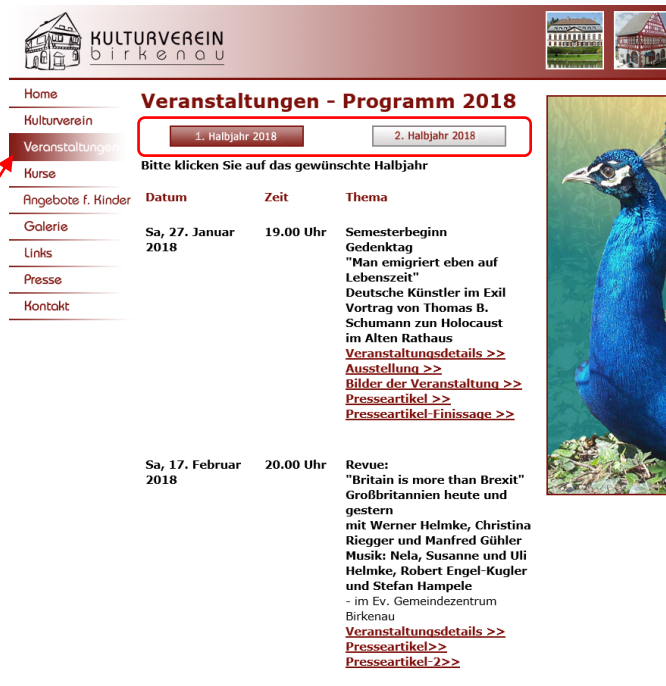 KULTURVEREIN
birkenau
Home
Kulturverein
Veranstaltungen
Kurse
Angebote f. Kinder
Galerie
Links
Presse
Kontakt
Veranstaltungen - Programm 2018
1. Halbjahr 2018
2. Halbjahr 2018
Bitte klicken Sie auf das gewünschte Halbjahr
Datum Zeit Thema
Sa, 27. Januar 19.00 Uhr Semesterbeginn
2018 Gedenktag
"Man emigriert eben auf
Lebenszeit"
Deutsche Künstler im Exil
Vortrag von Thomas B.
Schumann zun Holocaust
im Alten Rathaus
Veranstaltungsdetails >>
Ausstellung >>
Bilder der Veranstaltung >>
Presseartikel >>
Presseartikel-Finissage >>
Sa, 17. Februar 20.00 Uhr Revue:
2018 "Britain is more than Brexit"
Großbritannien heute und
gestern
mit Werner Helmke, Christina
Riegger und Manfred Gühler
Musik: Nela, Susanne und Uli
Helmke, Robert Engel-Kugler
und Stefan Hampele
- im Ev. Gemeindezentrum
Birkenau
Veranstaltungsdetails >>
Presseartikel>>
Presseartikel-2>>